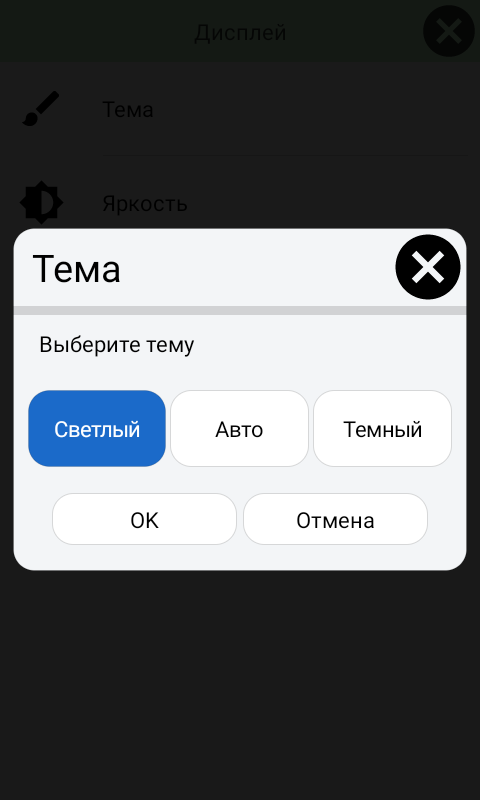 Дисплей
Тема
Яркость
Тема
Выберите тему
Светлый Авто Темный
OK Отмена